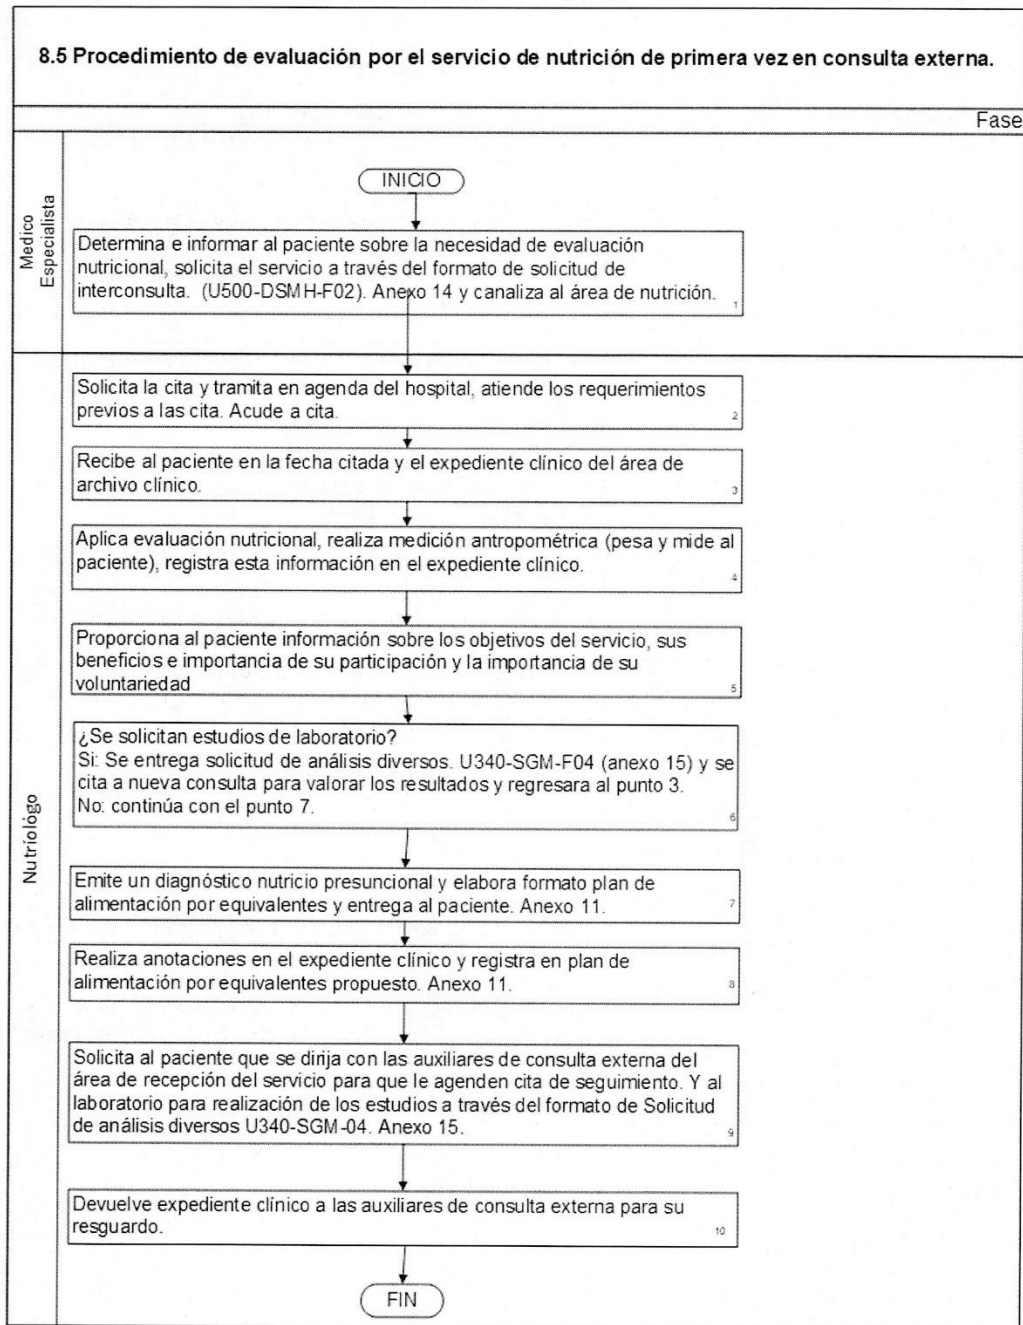 8.5 Procedimiento de evaluación por el servicio de nutrición de primera vez en consulta externa.
Fase
Medico
Especialista
INICIO
Determina e informar al paciente sobre la necesidad de evaluación
nutricional, solicita el servicio a través del formato de solicitud de
interconsulta. (U500-DSMH-F02). Anexo 14 y canaliza al área de nutrición.
1
Nutriológo
Solicita la cita y tramita en agenda del hospital, atiende los requerimientos
previos a las cita. Acude a cita.
2
Recibe al paciente en la fecha citada y el expediente clínico del área de
archivo clínico.
3
Aplica evaluación nutricional, realiza medición antropométrica (pesa y mide al
paciente), registra esta información en el expediente clínico.
4
Proporciona al paciente información sobre los objetivos del servicio, sus
beneficios e importancia de su participación y la importancia de su
voluntariedad
5
¿Se solicitan estudios de laboratorio?
Si: Se entrega solicitud de análisis diversos. U340-SGM-F04 (anexo 15) y se
cita a nueva consulta para valorar los resultados y regresara al punto 3.
No: continúa con el punto 7.
6
Emite un diagnóstico nutricio presuncional y elabora formato plan de
alimentación por equivalentes y entrega al paciente. Anexo 11.
7
Realiza anotaciones en el expediente clínico y registra en plan de
alimentación por equivalentes propuesto. Anexo 11.
8
Solicita al paciente que se dirija con las auxiliares de consulta externa del
área de recepción del servicio para que le agenden cita de seguimiento. Y al
laboratorio para realización de los estudios a través del formato de Solicitud
de análisis diversos U340-SGM-04. Anexo 15.
9
Devuelve expediente clínico a las auxiliares de consulta externa para su
resguardo.
10
FIN